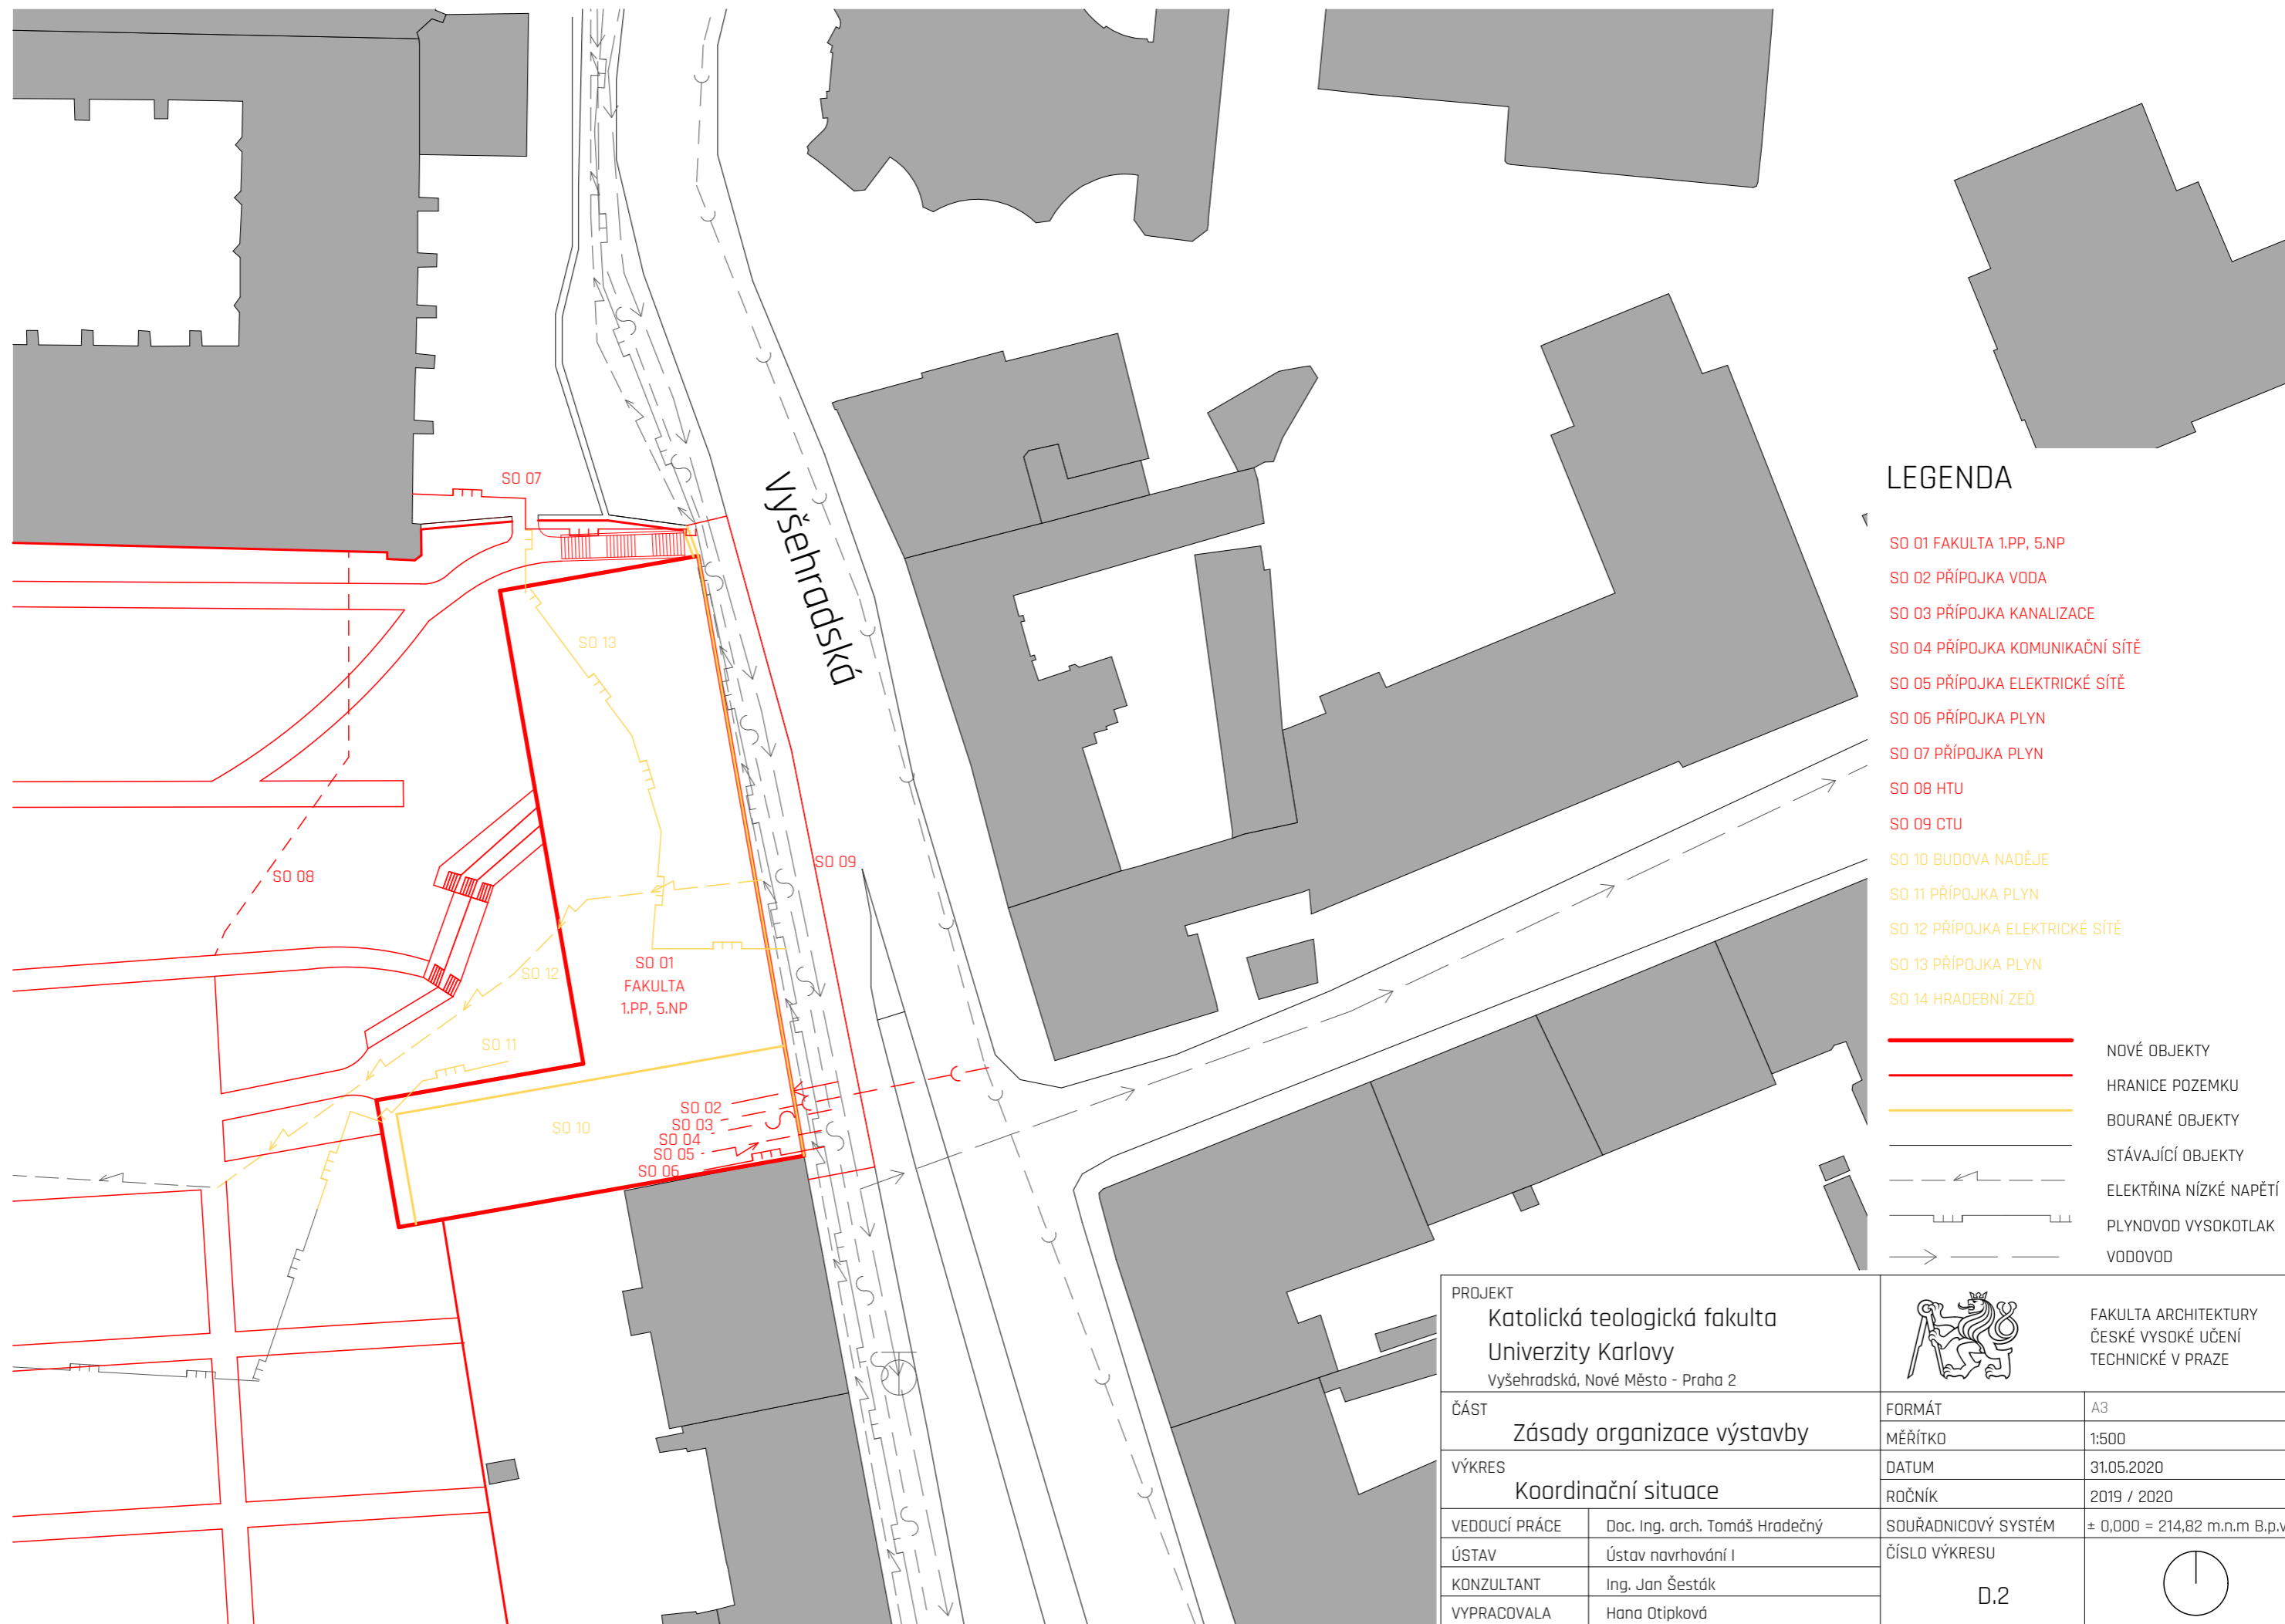 SO 07
Vyšehradská
SO 13
SO 09
SO 08
SO 12
SO 01
FAKULTA
1.PP, 5.NP
SO 11
SO 10
SO 02
SO 03
SO 04
SO 05
SO 06
LEGENDA
SO 01 FAKULTA 1.PP, 5.NP
SO 02 PŘÍPOJKA VODA
SO 03 PŘÍPOJKA KANALIZACE
SO 04 PŘÍPOJKA KOMUNIKAČNÍ SÍTĚ
SO 05 PŘÍPOJKA ELEKTRICKÉ SÍTĚ
SO 06 PŘÍPOJKA PLYN
SO 07 PŘÍPOJKA PLYN
SO 08 HTU
SO 09 CTU
SO 10 BUDOVA NADĚJE
SO 11 PŘÍPOJKA PLYN
SO 12 PŘÍPOJKA ELEKTRICKÉ SÍTĚ
SO 13 PŘÍPOJKA PLYN
SO 14 HRADEBNÍ ZEĎ
NOVÉ OBJEKTY
HRANICE POZEMKU
BOURANÉ OBJEKTY
STÁVAJÍCÍ OBJEKTY
ELEKTŘINA NÍZKÉ NAPĚTÍ
PLYNOVOD VYSOKOTLAK
VODOVOD
PROJEKT
Katolická teologická fakulta
Univerzity Karlovy
Vyšehradská, Nové Město - Praha 2
FAKULTA ARCHITEKTURY
ČESKÉ VYSOKÉ UČENÍ
TECHNICKÉ V PRAZE
ČÁST
Zásady organizace výstavby
VÝKRES
Koordinační situace
FORMÁT A3
MĚŘÍTKO 1:500
DATUM 31.05.2020
ROČNÍK 2019 / 2020
VEDOUCÍ PRÁCE Doc. Ing. arch. Tomáš Hradečný
SOUŘADNICOVÝ SYSTÉM ± 0,000 = 214,82 m.n.m B.p.v
ÚSTAV Ústav navrhování I
ČÍSLO VÝKRESU
D.2
KONZULTANT Ing. Jan Šesták
VYPRACOVALA Hana Otipková